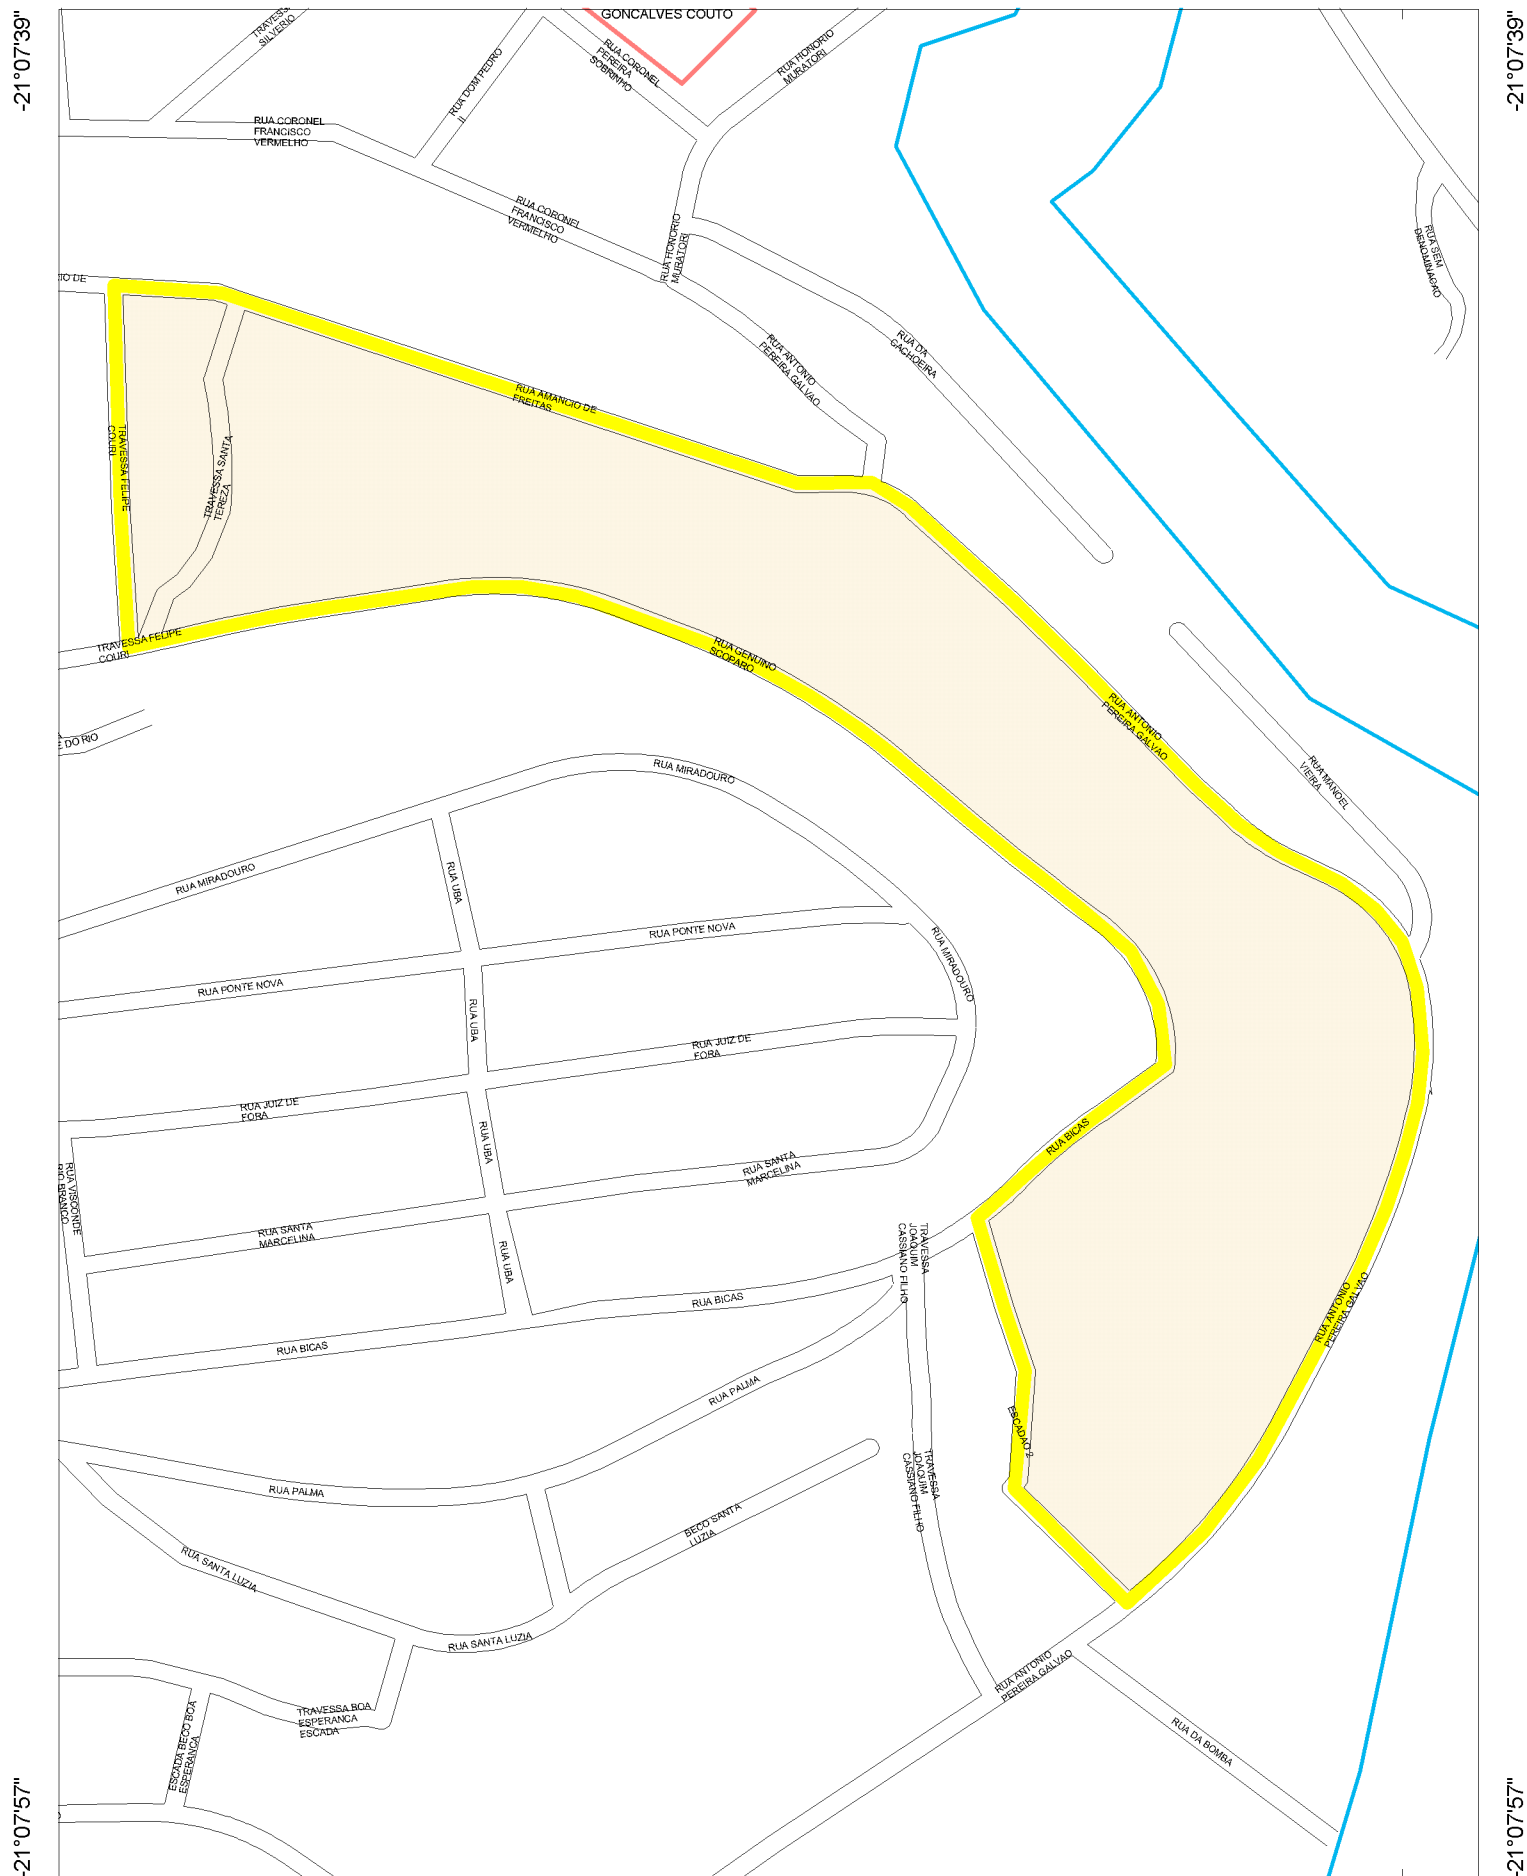 -21°07'39"
-21°07'39"
GONCALVES COUTO
SILVERIO
RUA CORONEL
PEREIRA
SOBRINHO
RUA HONORIO
MURATORI
RUA DOM PEDRO
II
RUA CORONEL
FRANCISCO
VERMELHO
RUA CORONEL
FRANCISCO
VERMELHO
RUA HONORIO
MURATORI
RUA SEM
DENOMINACAO
IO DE
RUA ANTONIO
PEREIRA GALVAO
RUA DA
CACHOEIRA
RUA AMANCIO DE
FREITAS
TRAVESSA FELIPE
COURI
TRAVESSA SANTA
TEREZA
TRAVESSA FELIPE
COURI
RUA GENUINO
SCOPARO
RUA ANTONIO
PEREIRA GALVAO
E DO RIO
RUA MIRADOURO
RUA MANOEL
VIEIRA
RUA MIRADOURO
RUA UBA
RUA PONTE NOVA
RUA MIRADOURO
RUA PONTE NOVA
RUA UBA
RUA JUIZ DE
FORA
RUA JUIZ DE
FORA
RUA UBA
RUA BICAS
RUA SANTA
MARCELINA
RUA VISCONDE
RIO BRANCO
RUA SANTA
MARCELINA
TRAVESSA
JOAQUIM
CASSIANO FILHO
RUA UBA
RUA BICAS
RUA ANTONIO
PEREIRA GALVAO
RUA BICAS
RUA PALMA
ESCADAO 2
RUA PALMA
TRAVESSA
JOAQUIM
CASSIANO FILHO
BECO SANTA
LUZIA
RUA SANTA LUZIA
RUA SANTA LUZIA
RUA ANTONIO
PEREIRA GALVAO
TRAVESSA BOA
ESPERANCA
ESCADA
ESCADA BECO BOA
ESPERANCA
RUA DA BOMBA
-21°07'57"
-21°07'57"